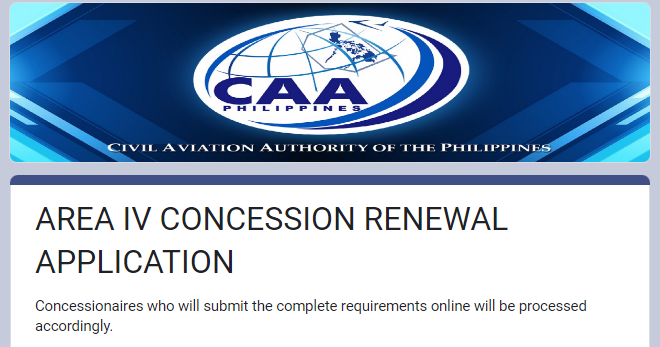 CAA
PHILIPPINES
CIVIL AVIATION AUTHORITY OF THE PHILIPPINES
AREA IV CONCESSION RENEWAL
APPLICATION
Concessionaires who will submit the complete requirements online will be processed
accordingly.